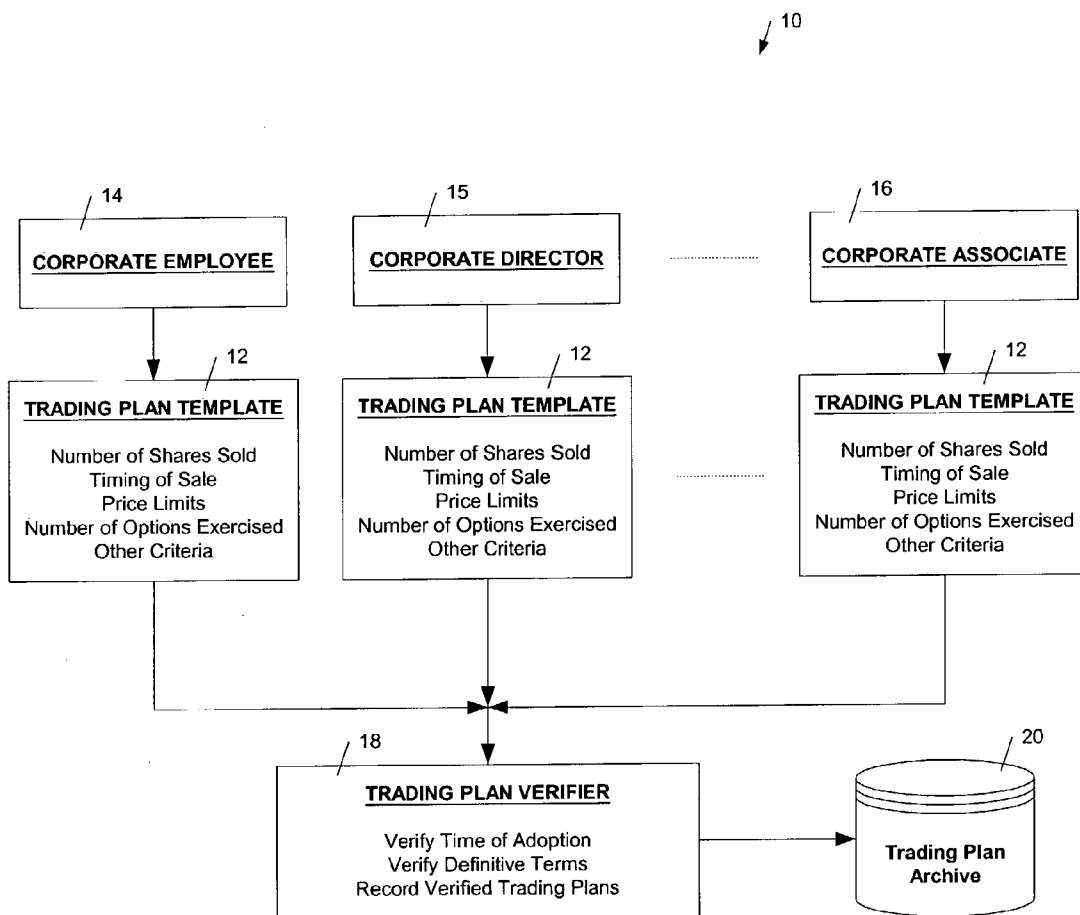 10
14
15
16
CORPORATE EMPLOYEE
CORPORATE DIRECTOR
CORPORATE ASSOCIATE
12
TRADING PLAN TEMPLATE
Number of Shares Sold
Timing of Sale
Price Limits
Number of Options Exercised
Other Criteria
12
TRADING PLAN TEMPLATE
Number of Shares Sold
Timing of Sale
Price Limits
Number of Options Exercised
Other Criteria
12
TRADING PLAN TEMPLATE
Number of Shares Sold
Timing of Sale
Price Limits
Number of Options Exercised
Other Criteria
18
TRADING PLAN VERIFIER
Verify Time of Adoption
Verify Definitive Terms
Record Verified Trading Plans
20
Trading Plan
Archive